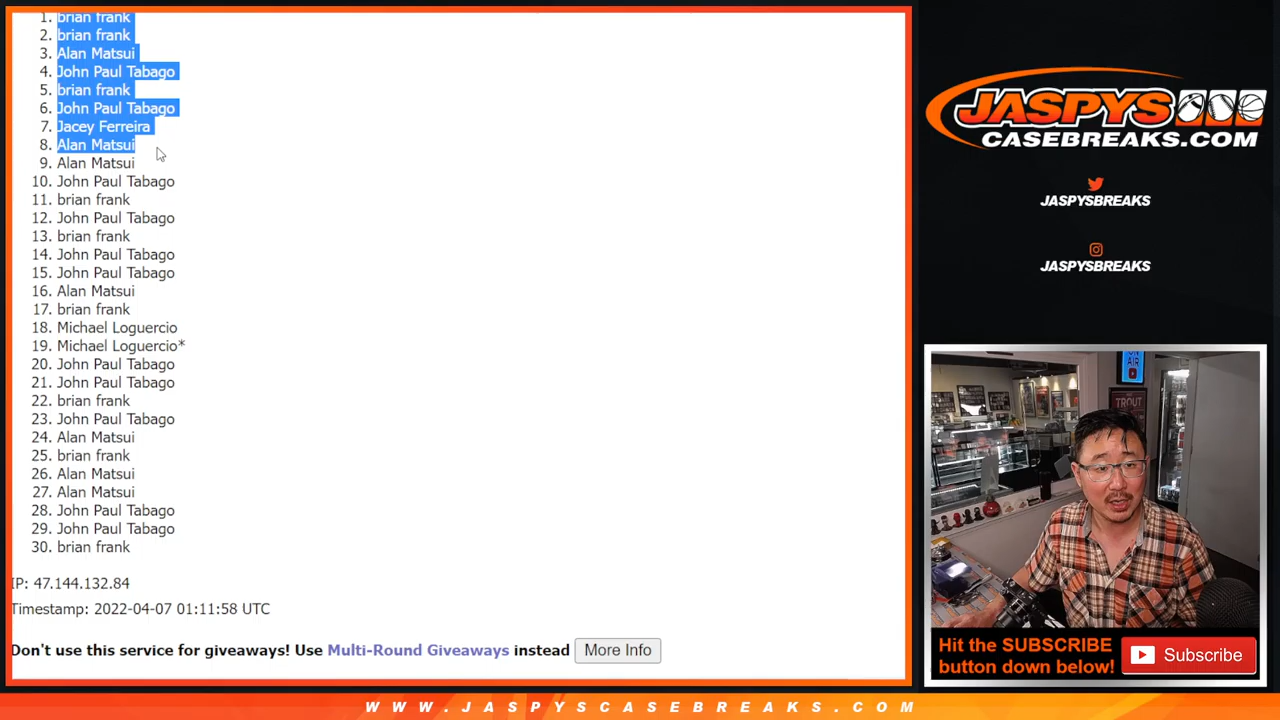 1. brian frank
2. brian frank
3. Alan Matsui
4. John Paul Tabago
5. brian frank
6. John Paul Tabago
7. Jacey Ferreira
8. Alan Matsui
9. Alan Matsui
10. John Paul Tabago
11. brian frank
12. John Paul Tabago
13. brian frank
14. John Paul Tabago
15. John Paul Tabago
16. Alan Matsui
17. brian frank
18. Michael Loguercio
19. Michael Loguercio*
20. John Paul Tabago
21. John Paul Tabago
22. brian frank
23. John Paul Tabago
24. Alan Matsui
25. brian frank
26. Alan Matsui
27. Alan Matsui
28. John Paul Tabago
29. John Paul Tabago
30. brian frank
IP: 47.144.132.84
Timestamp: 2022-04-07 01:11:58 UTC
Don't use this service for giveaways! Use Multi-Round Giveaways instead More Info
JASPYS
CASEBREAKS.COM
JASPYSBREAKS
JASPYSBREAKS
ON
AIR
TROUT
Hit the SUBSCRIBE
button down below!
Subscribe
WWW.JASPYSCASEBREAKS.COM